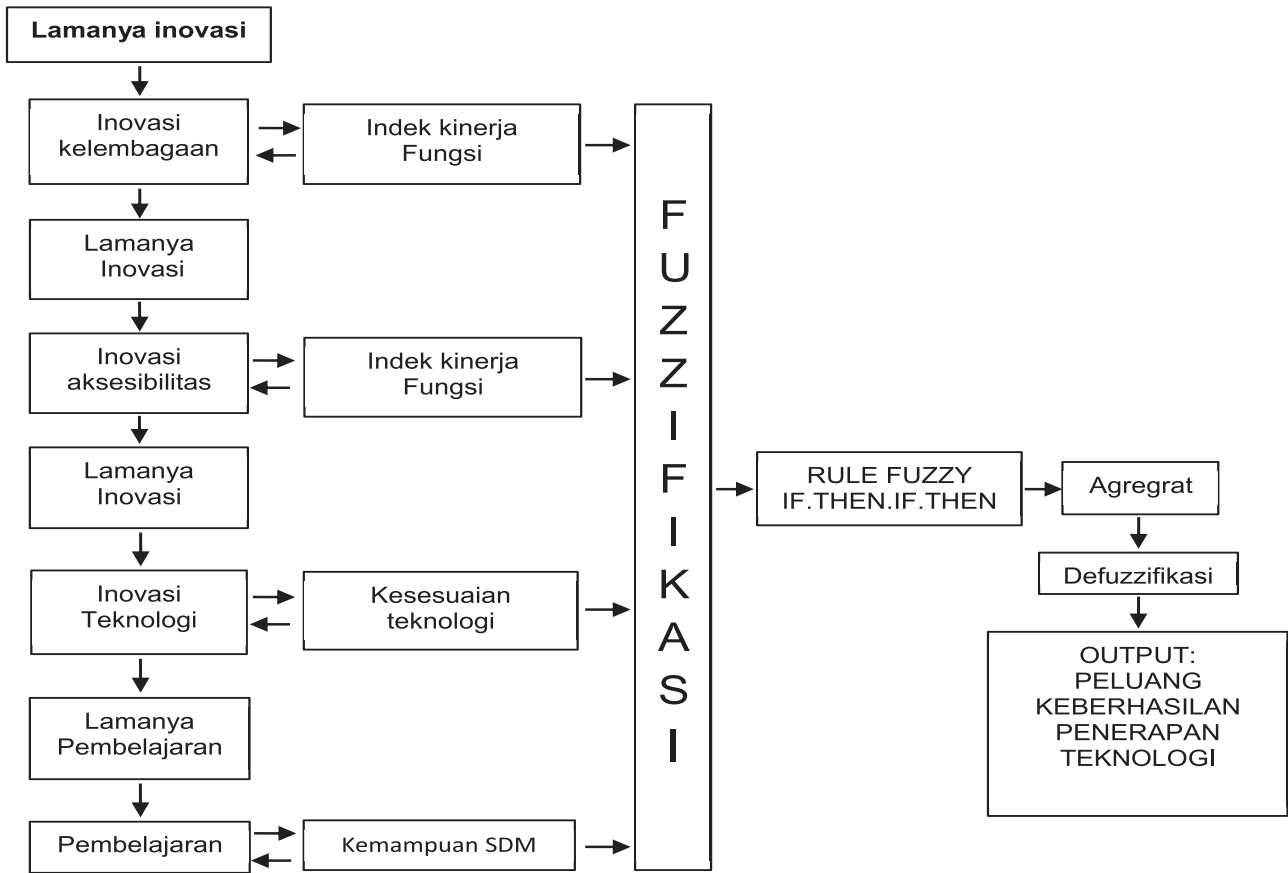 Lamanya inovasi
Inovasi
kelembagaan
Indek kinerja
Fungsi
Lamanya
Inovasi
Inovasi
aksesibilitas
Indek kinerja
Fungsi
Lamanya
Inovasi
Inovasi
Teknologi
Kesesuaian
teknologi
Lamanya
Pembelajaran
Pembelajaran
Kemampuan SDM
F
U
Z
Z
I
F
I
K
A
S
I
RULE FUZZY
IF.THEN.IF.THEN
Agregrat
Defuzzifikasi
OUTPUT:
PELUANG
KEBERHASILAN
PENERAPAN
TEKNOLOGI